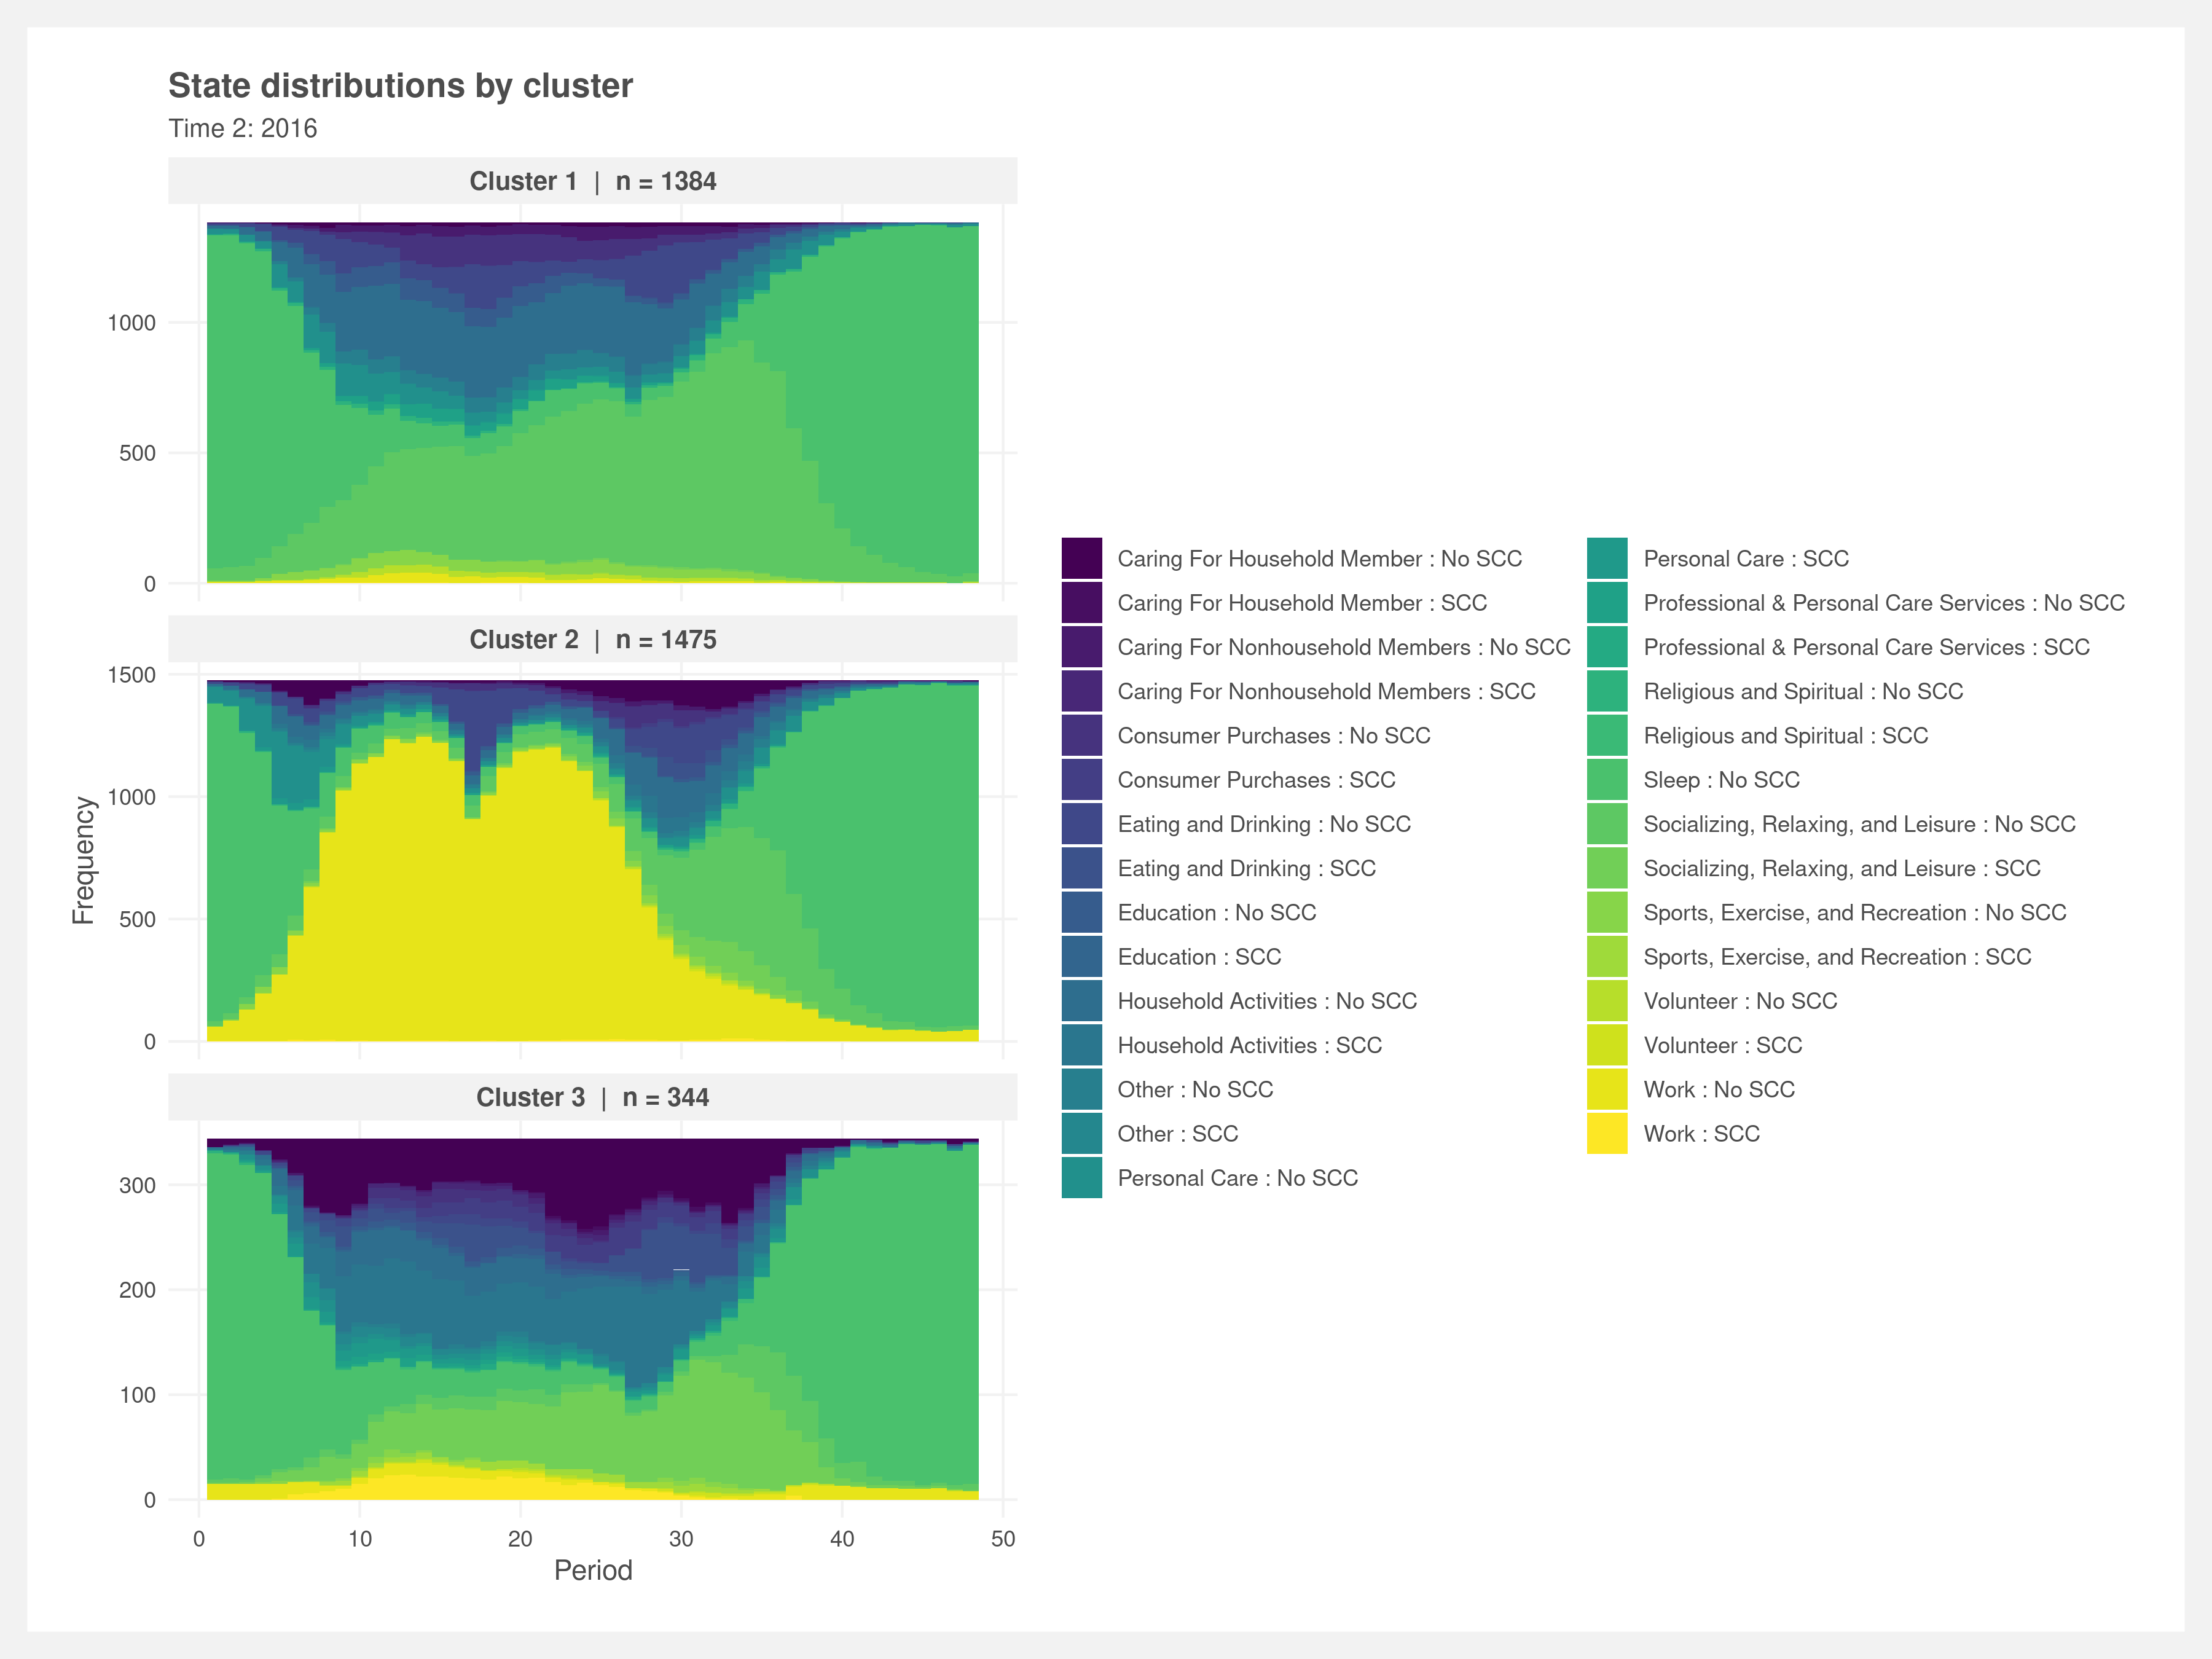 State distributions by cluster
Time 2: 2016
Cluster 1 | n = 1384
1000
500
0
Cluster 2 | n = 1475
1500
1000
500
0
Cluster 3 | n = 344
300
200
100
0
0 10 20 30 40 50
Period
Frequency
Caring For Household Member : No SCC
Caring For Household Member : SCC
Caring For Nonhousehold Members : No SCC
Caring For Nonhousehold Members : SCC
Consumer Purchases : No SCC
Consumer Purchases : SCC
Eating and Drinking : No SCC
Eating and Drinking : SCC
Education : No SCC
Education : SCC
Household Activities : No SCC
Household Activities : SCC
Other : No SCC
Other : SCC
Personal Care : No SCC
Personal Care : SCC
Professional & Personal Care Services : No SCC
Professional & Personal Care Services : SCC
Religious and Spiritual : No SCC
Religious and Spiritual : SCC
Sleep : No SCC
Socializing, Relaxing, and Leisure : No SCC
Socializing, Relaxing, and Leisure : SCC
Sports, Exercise, and Recreation : No SCC
Sports, Exercise, and Recreation : SCC
Volunteer : No SCC
Volunteer : SCC
Work : No SCC
Work : SCC